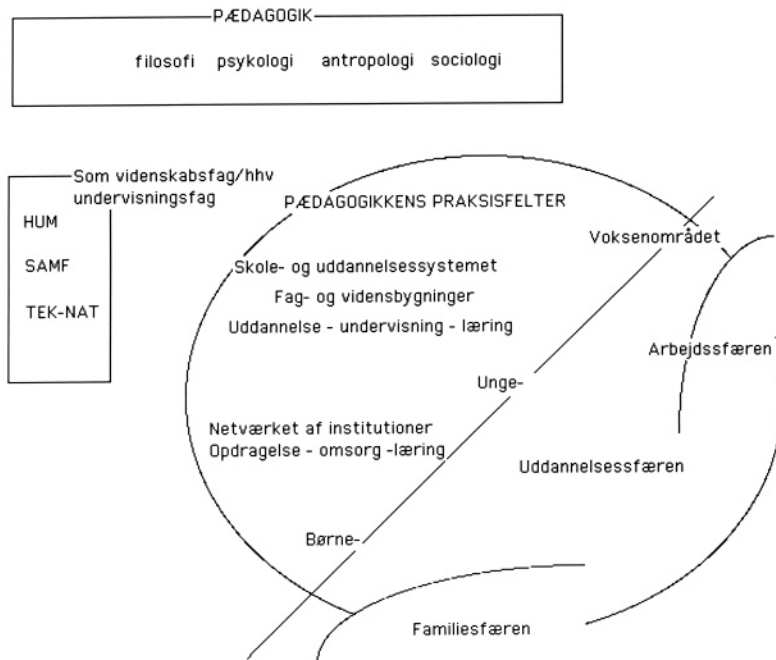 PÆDAGOGIK
filosofi psykologi antropologi sociologi
Som videnskabsfag/hhv
undervisningsfag
HUM
SAMF
TEK-NAT
PÆDAGOGIKKENS PRAKSISFELTER
Voksenområdet
Skole- og uddannelsessystemet
Fag- og vidensbygninger
Uddannelse - undervisning - læring
Arbejdssfæren
Unge-
Netværket af institutioner
Opdragelse - omsorg -læring
Uddannelsessfæren
Børne-
Familiesfæren